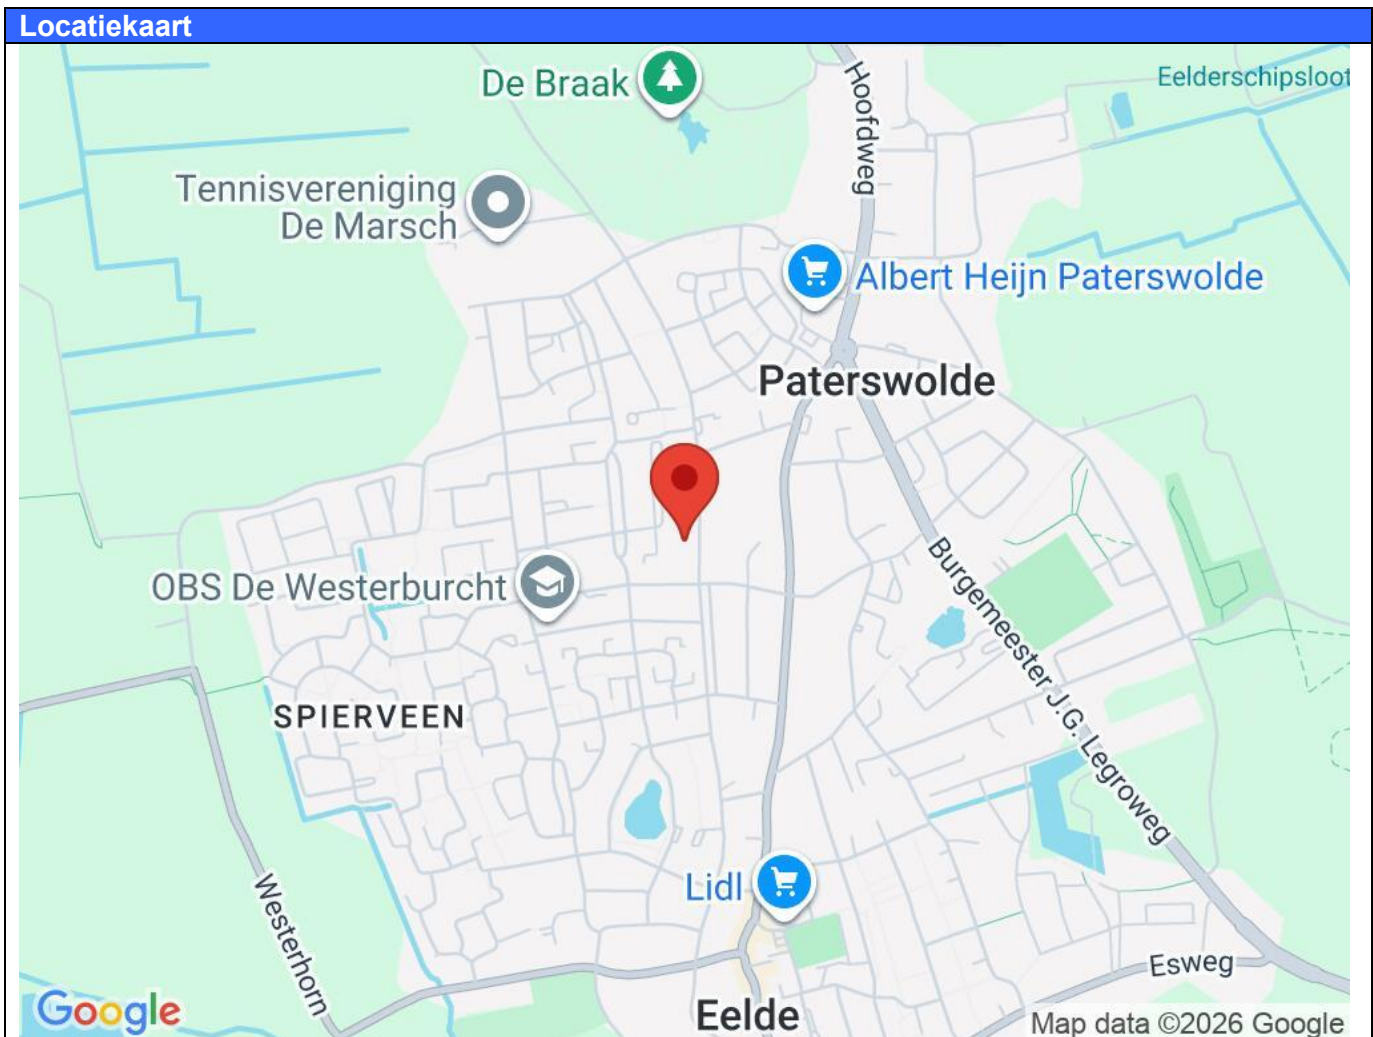 Locatiekaart
De Braak
Hoofdweg
Eelderschipsloot
Tennisvereniging
De Marsch
Albert Heijn Paterswolde
Paterswolde
OBS De Westerburcht
Burgemeester J.G. Legroweg
SPIERVEEN
Lidl
Westerhorn
Esweg
Eelde
Google
Map data ©2026 Google